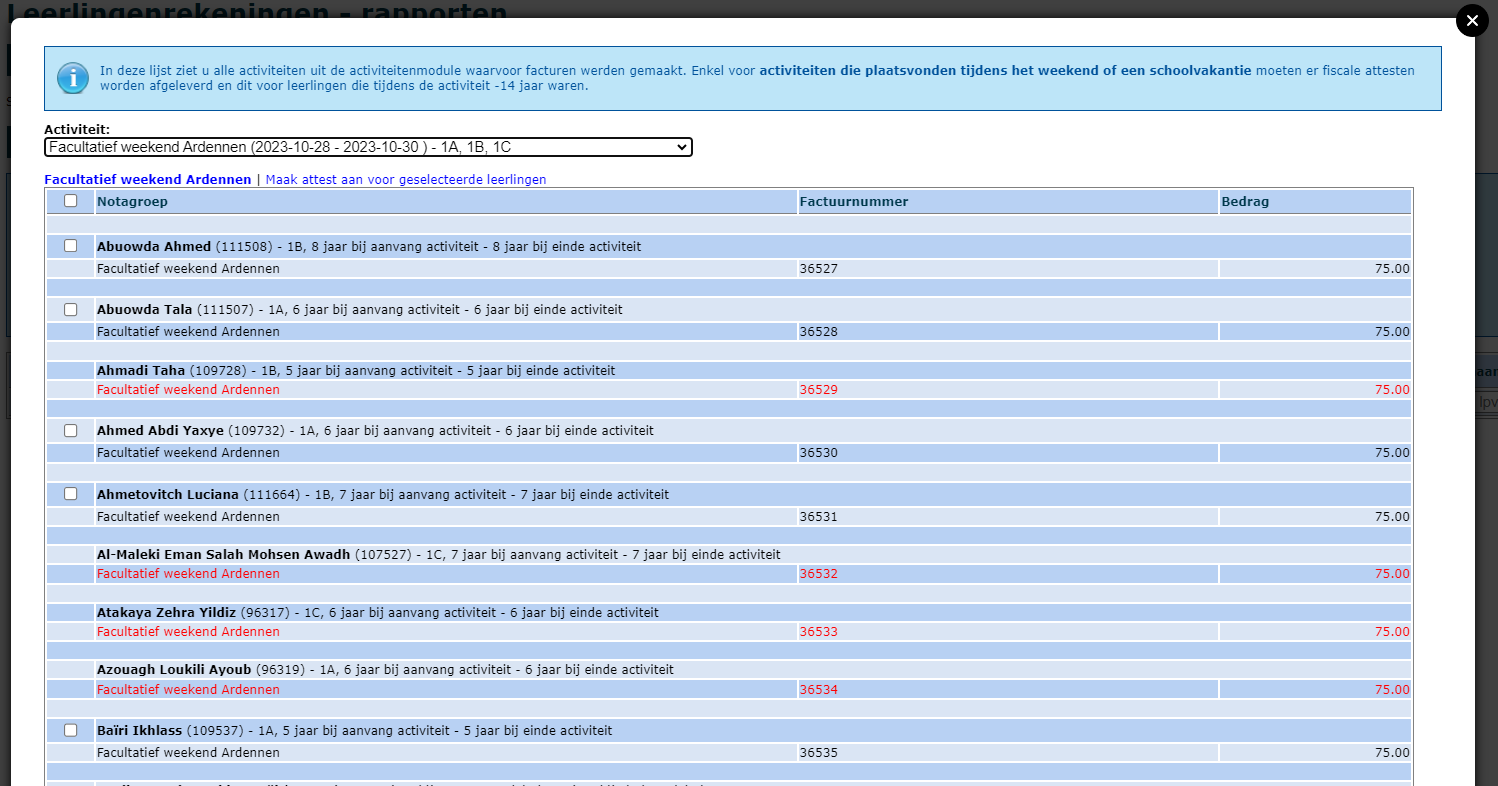 Leerlingenrekeningen - rapporten
In deze lijst ziet u alle activiteiten uit de activiteitenmodule waarvoor facturen werden gemaakt. Enkel voor activiteiten die plaatsvonden tijdens het weekend of een schoolvakantie moeten er fiscale attesten
worden afgeleverd en dit voor leerlingen die tijdens de activiteit -14 jaar waren.
Activiteit:
Facultatief weekend Ardennen (2023-10-28 - 2023-10-30 ) - 1A, 1B, 1C
Facultatief weekend Ardennen | Maak attest aan voor geselecteerde leerlingen
Notagroep Factuurnummer Bedrag
Abuowda Ahmed (111508) - 1B, 8 jaar bij aanvang activiteit - 8 jaar bij einde activiteit
Facultatief weekend Ardennen 36527 75.00
Abuowda Tala (111507) - 1A, 6 jaar bij aanvang activiteit - 6 jaar bij einde activiteit
Facultatief weekend Ardennen 36528 75.00
Ahmadi Taha (109728) - 1B, 5 jaar bij aanvang activiteit - 5 jaar bij einde activiteit
Facultatief weekend Ardennen 36529 75.00
Ahmed Abdi Yaxye (109732) - 1A, 6 jaar bij aanvang activiteit - 6 jaar bij einde activiteit
Facultatief weekend Ardennen 36530 75.00
Ahmetovitch Luciana (111664) - 1B, 7 jaar bij aanvang activiteit - 7 jaar bij einde activiteit
Facultatief weekend Ardennen 36531 75.00
Al-Maleki Eman Salah Mohsen Awadh (107527) - 1C, 7 jaar bij aanvang activiteit - 7 jaar bij einde activiteit
Facultatief weekend Ardennen 36532 75.00
Atakaya Zehra Yildiz (96317) - 1C, 6 jaar bij aanvang activiteit - 6 jaar bij einde activiteit
Facultatief weekend Ardennen 36533 75.00
Azouagh Loukili Ayoub (96319) - 1A, 6 jaar bij aanvang activiteit - 6 jaar bij einde activiteit
Facultatief weekend Ardennen 36534 75.00
Baïri Ikhlass (109537) - 1A, 5 jaar bij aanvang activiteit - 5 jaar bij einde activiteit
Facultatief weekend Ardennen 36535 75.00